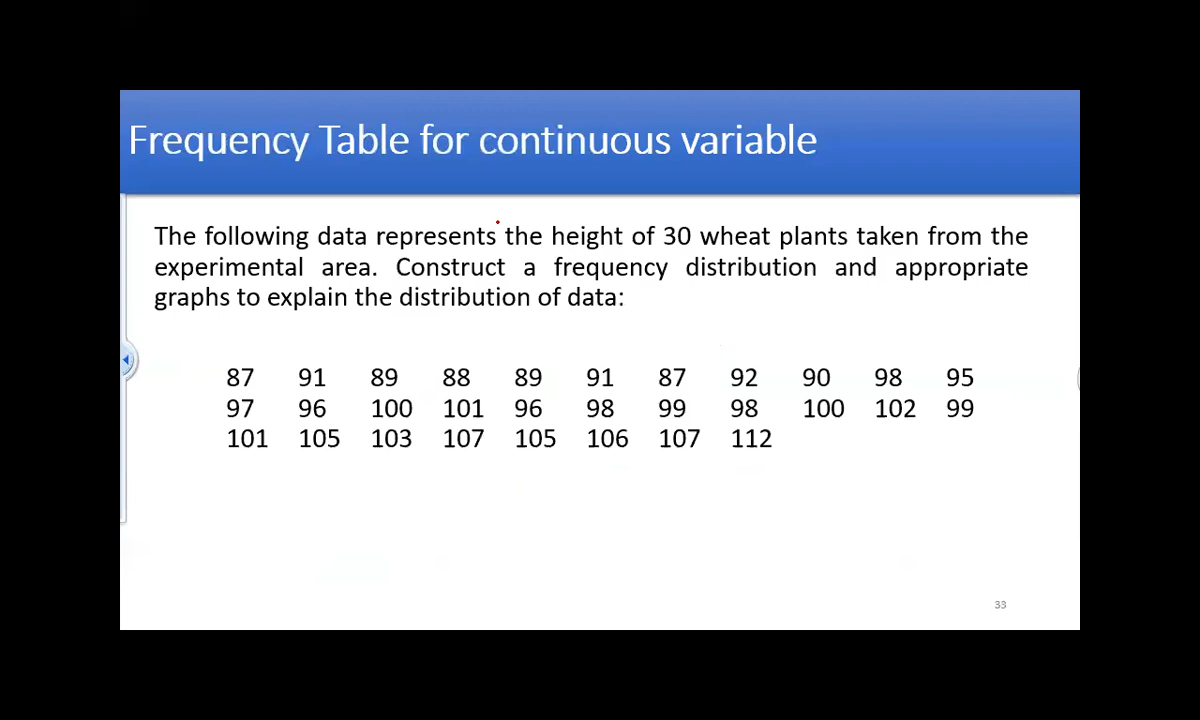 Frequency Table for continuous variable
The following data represents the height of 30 wheat plants taken from the
experimental area. Construct a frequency distribution and appropriate
graphs to explain the distribution of data:
87 91 89 88 89 91 87 92 90 98 95
97 96 100 101 96 98 99 98 100 102 99
101 105 103 107 105 106 107 112
33